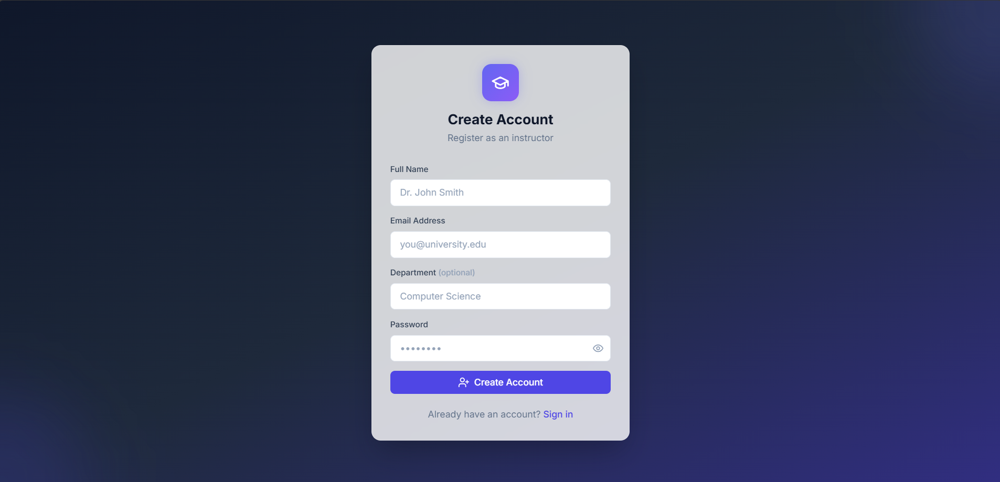 Create Account
Register as an instructor
Full Name
Dr. John Smith
Email Address
you@university.edu
Department (optional)
Computer Science
Password
••••••••
Create Account
Already have an account? Sign in